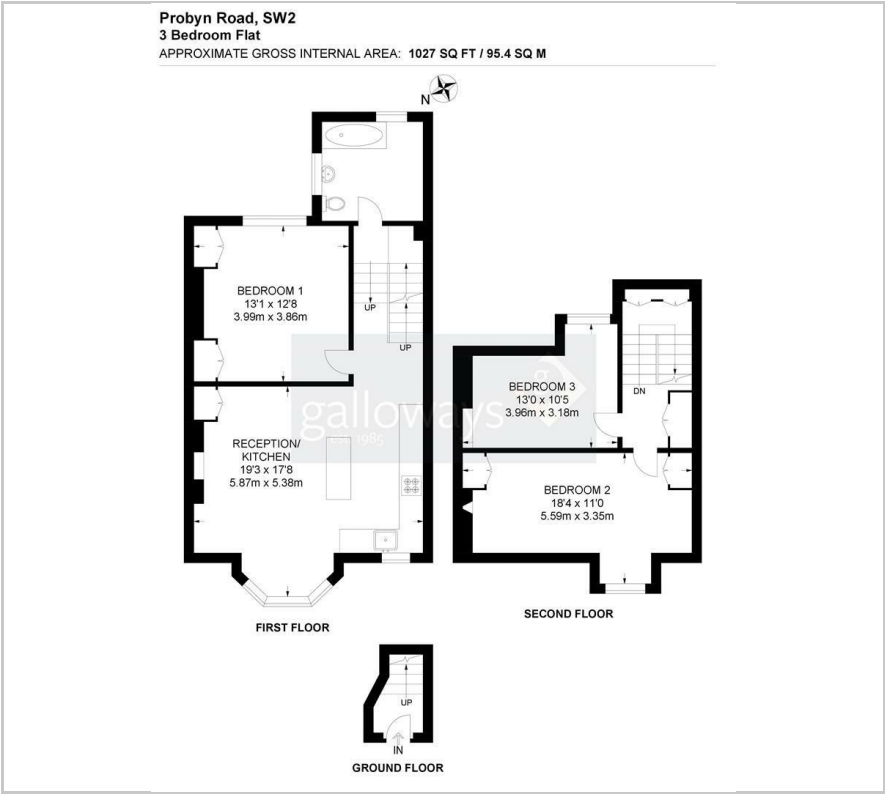 Probyn Road, SW2
3 Bedroom Flat
APPROXIMATE GROSS INTERNAL AREA: 1027 SQ FT / 95.4 SQ M
N
BEDROOM 1
13'1 x 12'8
3.99m x 3.86m
UP
UP
RECEPTION/
KITCHEN
19'3 x 17'8
5.87m x 5.38m
FIRST FLOOR
BEDROOM 3
13'0 x 10'5
3.96m x 3.18m
DN
BEDROOM 2
18'4 x 11'0
5.59m x 3.35m
SECOND FLOOR
g
galloways
est. 1985
UP
IN
GROUND FLOOR